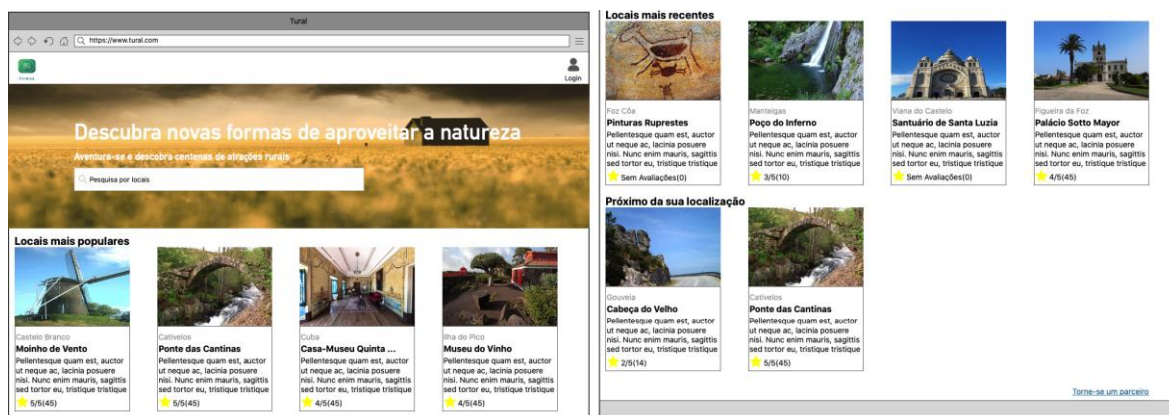 Tural
https://www.tural.com
Login
Descubra novas formas de aproveitar a natureza
Aventure-se e descobra centenas de atrações rurais
Pesquisa por locais
Locais mais populares
Castelo Branco
Moinho de Vento
Pellentesque quam est, auctor
ut neque ac, lacinia posuere
nisi. Nunc enim mauris, sagittis
sed tortor eu, tristique tristique
5/5(45)
Cativelos
Ponte das Cantinas
Pellentesque quam est, auctor
ut neque ac, lacinia posuere
nisi. Nunc enim mauris, sagittis
sed tortor eu, tristique tristique
5/5(45)
Cuba
Casa-Museu Quinta ...
Pellentesque quam est, auctor
ut neque ac, lacinia posuere
nisi. Nunc enim mauris, sagittis
sed tortor eu, tristique tristique
4/5(45)
Ilha do Pico
Museu do Vinho
Pellentesque quam est, auctor
ut neque ac, lacinia posuere
nisi. Nunc enim mauris, sagittis
sed tortor eu, tristique tristique
4/5(45)
Locais mais recentes
Foz Côa
Pinturas Ruprestes
Pellentesque quam est, auctor
ut neque ac, lacinia posuere
nisi. Nunc enim mauris, sagittis
sed tortor eu, tristique tristique
Sem Avaliações(0)
Manteigas
Poço do Inferno
Pellentesque quam est, auctor
ut neque ac, lacinia posuere
nisi. Nunc enim mauris, sagittis
sed tortor eu, tristique tristique
3/5(10)
Viana do Castelo
Santuário de Santa Luzia
Pellentesque quam est, auctor
ut neque ac, lacinia posuere
nisi. Nunc enim mauris, sagittis
sed tortor eu, tristique tristique
Sem Avaliações(0)
Figueira da Foz
Palácio Sotto Mayor
Pellentesque quam est, auctor
ut neque ac, lacinia posuere
nisi. Nunc enim mauris, sagittis
sed tortor eu, tristique tristique
4/5(45)
Próximo da sua localização
Gouveia
Cabeça do Velho
Pellentesque quam est, auctor
ut neque ac, lacinia posuere
nisi. Nunc enim mauris, sagittis
sed tortor eu, tristique tristique
2/5(14)
Cativelos
Ponte das Cantinas
Pellentesque quam est, auctor
ut neque ac, lacinia posuere
nisi. Nunc enim mauris, sagittis
sed tortor eu, tristique tristique
5/5(45)
Torne-se um parceiro